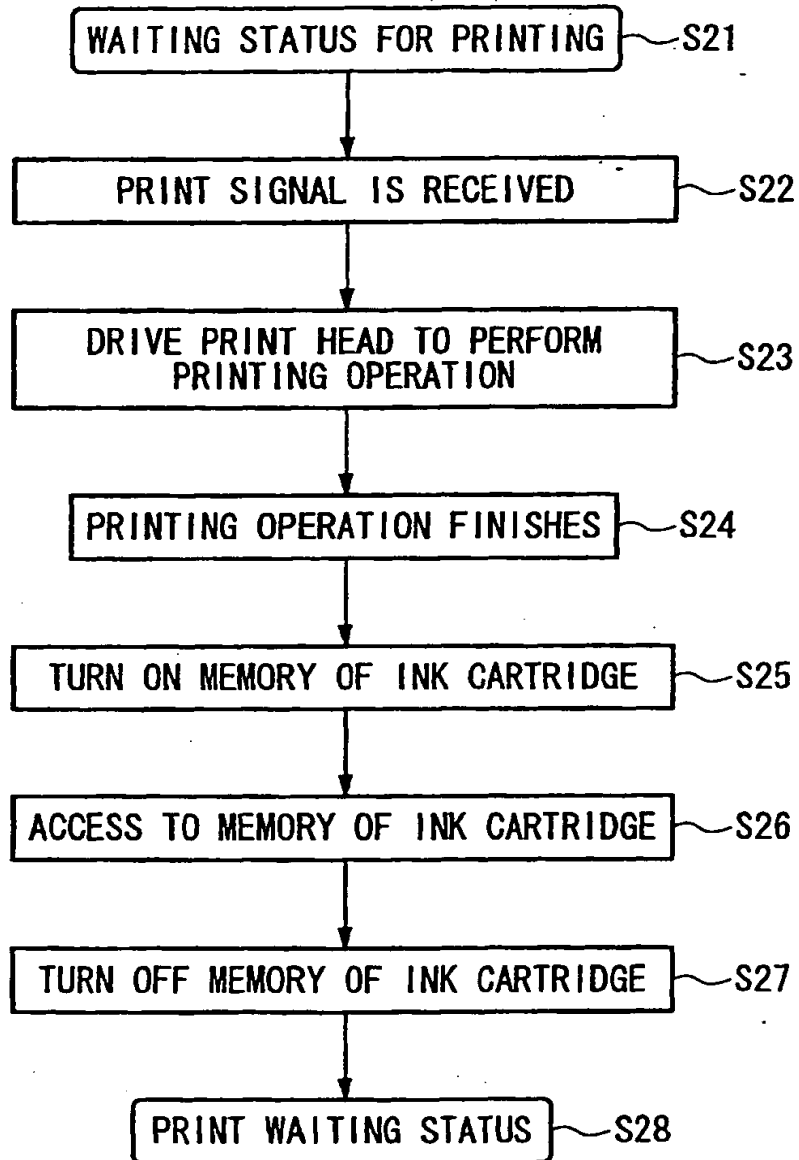 WAITING STATUS FOR PRINTING S21
PRINT SIGNAL IS RECEIVED S22
DRIVE PRINT HEAD TO PERFORM
PRINTING OPERATION S23
PRINTING OPERATION FINISHES S24
TURN ON MEMORY OF INK CARTRIDGE S25
ACCESS TO MEMORY OF INK CARTRIDGE S26
TURN OFF MEMORY OF INK CARTRIDGE S27
PRINT WAITING STATUS S28